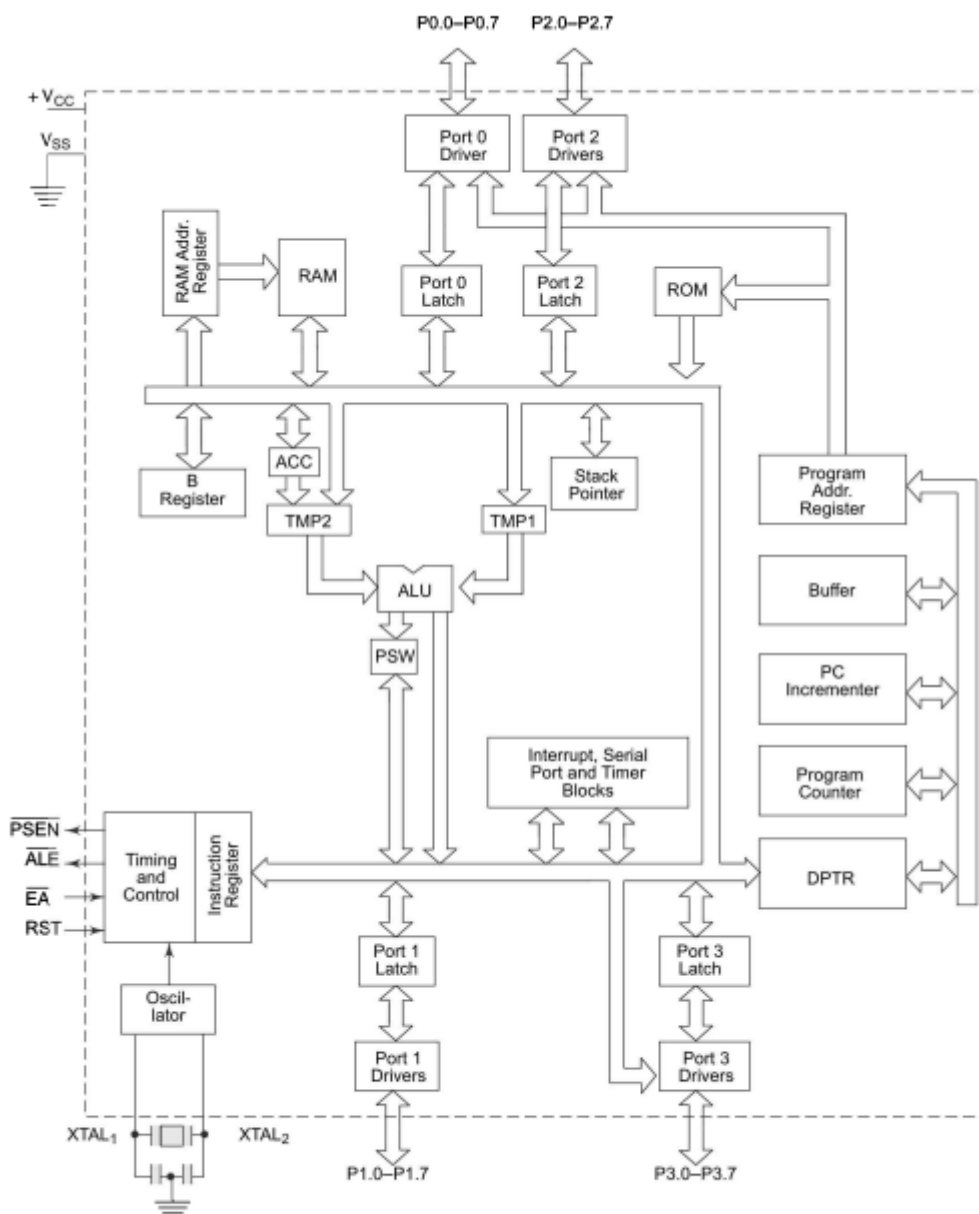 P0.0–P0.7 P2.0–P2.7
+ VCC
VSS
Port 0
Driver
Port 2
Drivers
RAM Addr.
Register
RAM
Port 0
Latch
Port 2
Latch
ROM
B
Register
ACC
TMP2
TMP1
Stack
Pointer
Program
Addr.
Register
ALU
Buffer
PSW
PC
Incrementer
Interrupt, Serial
Port and Timer
Blocks
Program
Counter
PSEN
ALE
EA
RST
Timing
and
Control
Instruction
Register
DPTR
Port 1
Latch
Port 3
Latch
Oscil-
lator
Port 1
Drivers
Port 3
Drivers
XTAL1 XTAL2
P1.0–P1.7 P3.0–P3.7